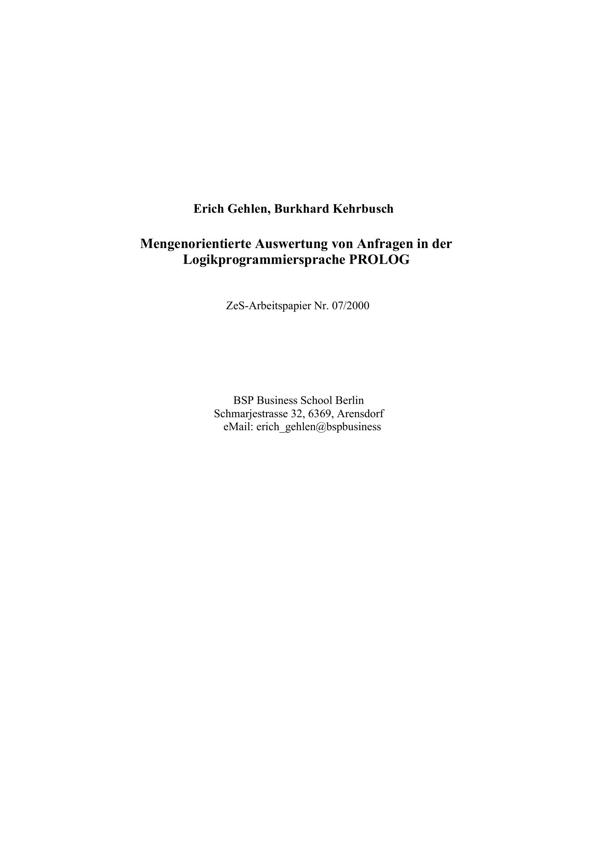 Erich Gehlen, Burkhard Kehrbusch
Mengenorientierte Auswertung von Anfragen in der
Logikprogrammiersprache PROLOG
ZeS-Arbeitspapier Nr. 07/2000
BSP Business School Berlin
Schmarjestrasse 32, 6369, Arensdorf
eMail: erich_gehlen@bspbusiness